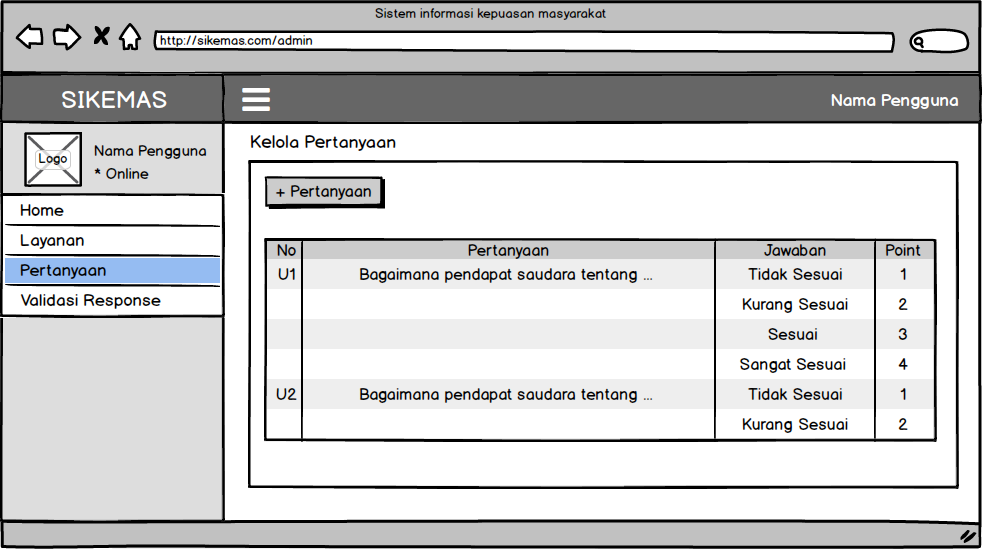 Sistem informasi kepuasan masyarakat
http://sikemas.com/admin
SIKEMAS
Nama Pengguna
Logo
Nama Pengguna
* Online
Home
Layanan
Pertanyaan
Validasi Response
Kelola Pertanyaan
+ Pertanyaan
No Pertanyaan Jawaban Point
U1 Bagaimana pendapat saudara tentang ... Tidak Sesuai 1
Kurang Sesuai 2
Sesuai 3
Sangat Sesuai 4
U2 Bagaimana pendapat saudara tentang ... Tidak Sesuai 1
Kurang Sesuai 2